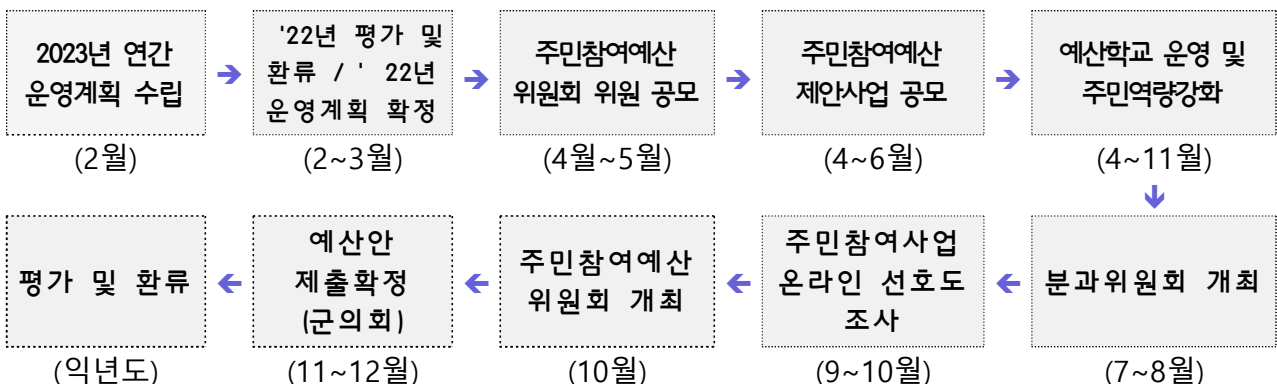 2023년 연간
운영계획 수립
(2월)
'22년 평가 및
환류 / ' 22년
운영계획 확정
(2~3월)
주민참여예산
위원회 위원 공모
(4월~5월)
주민참여예산
제안사업 공모
(4~6월)
예산학교 운영 및
주민역량강화
(4~11월)
분과위원회 개최
(7~8월)
주민참여사업
온라인 선호도
조사
(9~10월)
주민참여예산
위원회 개최
(10월)
예산안
제출확정
(군의회)
(11~12월)
평가 및 환류
(익년도)